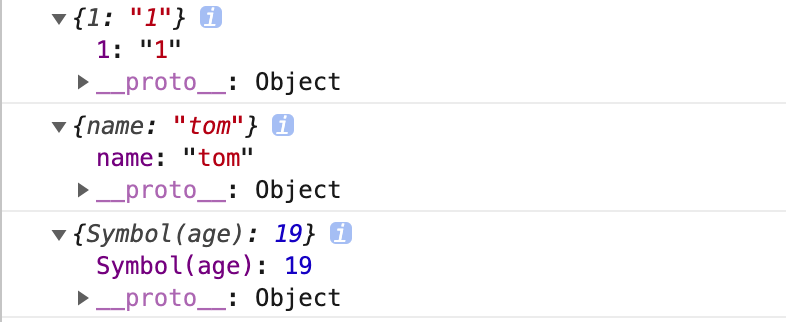 ▼{1: "1"} i
1: "1"
▶__proto__: Object
▼{name: "tom"} i
name: "tom"
▶__proto__: Object
▼{Symbol(age): 19} i
Symbol(age): 19
▶__proto__: Object